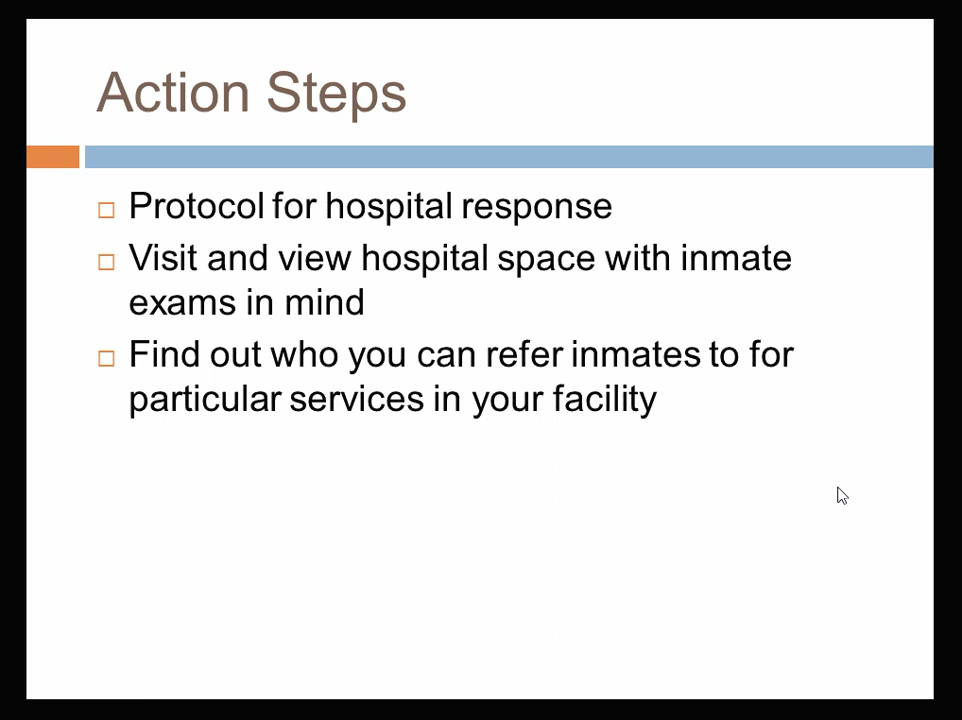 Action Steps
Protocol for hospital response
Visit and view hospital space with inmate
exams in mind
Find out who you can refer inmates to for
particular services in your facility